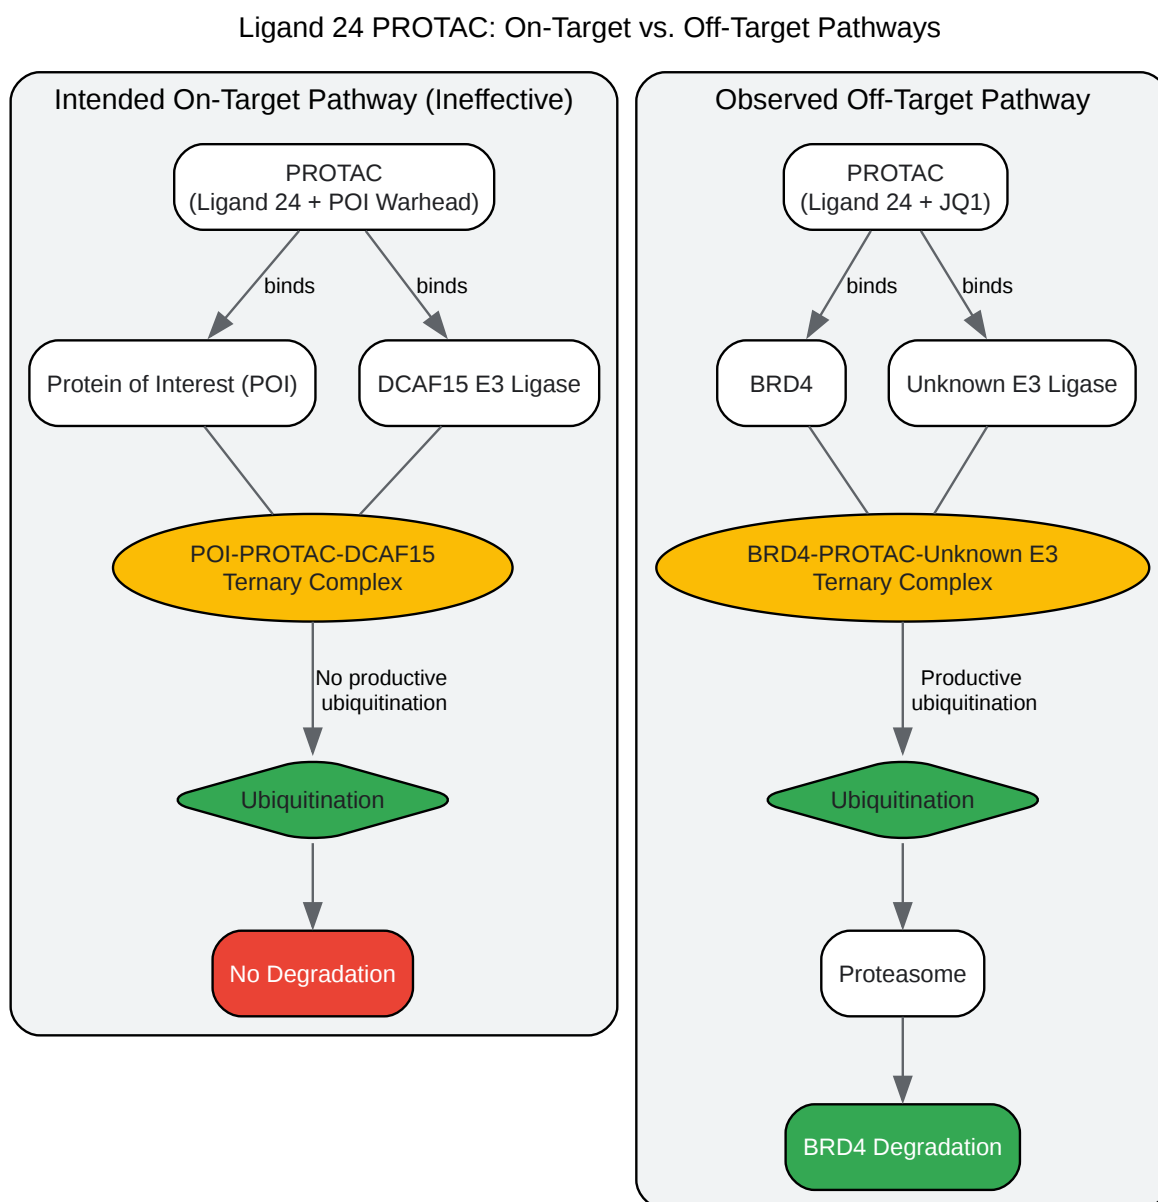 Ligand 24 PROTAC: On-Target vs. Off-Target Pathways
Intended On-Target Pathway (Ineffective)
PROTAC
(Ligand 24 + POI Warhead)
binds
binds
Protein of Interest (POI)
DCAF15 E3 Ligase
POI-PROTAC-DCAF15
Ternary Complex
No productive
ubiquitination
Ubiquitination
No Degradation
Observed Off-Target Pathway
PROTAC
(Ligand 24 + JQ1)
binds
binds
BRD4
Unknown E3 Ligase
BRD4-PROTAC-Unknown E3
Ternary Complex
Productive
ubiquitination
Ubiquitination
Proteasome
BRD4 Degradation